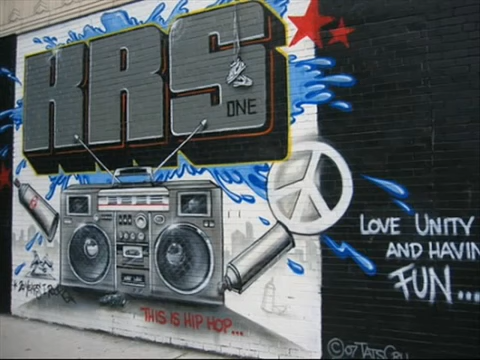 KRS
ONE
LOVE UNITY
AND HAVIN
FUN...
THIS IS HIP HOP...
©07 TATS CRU